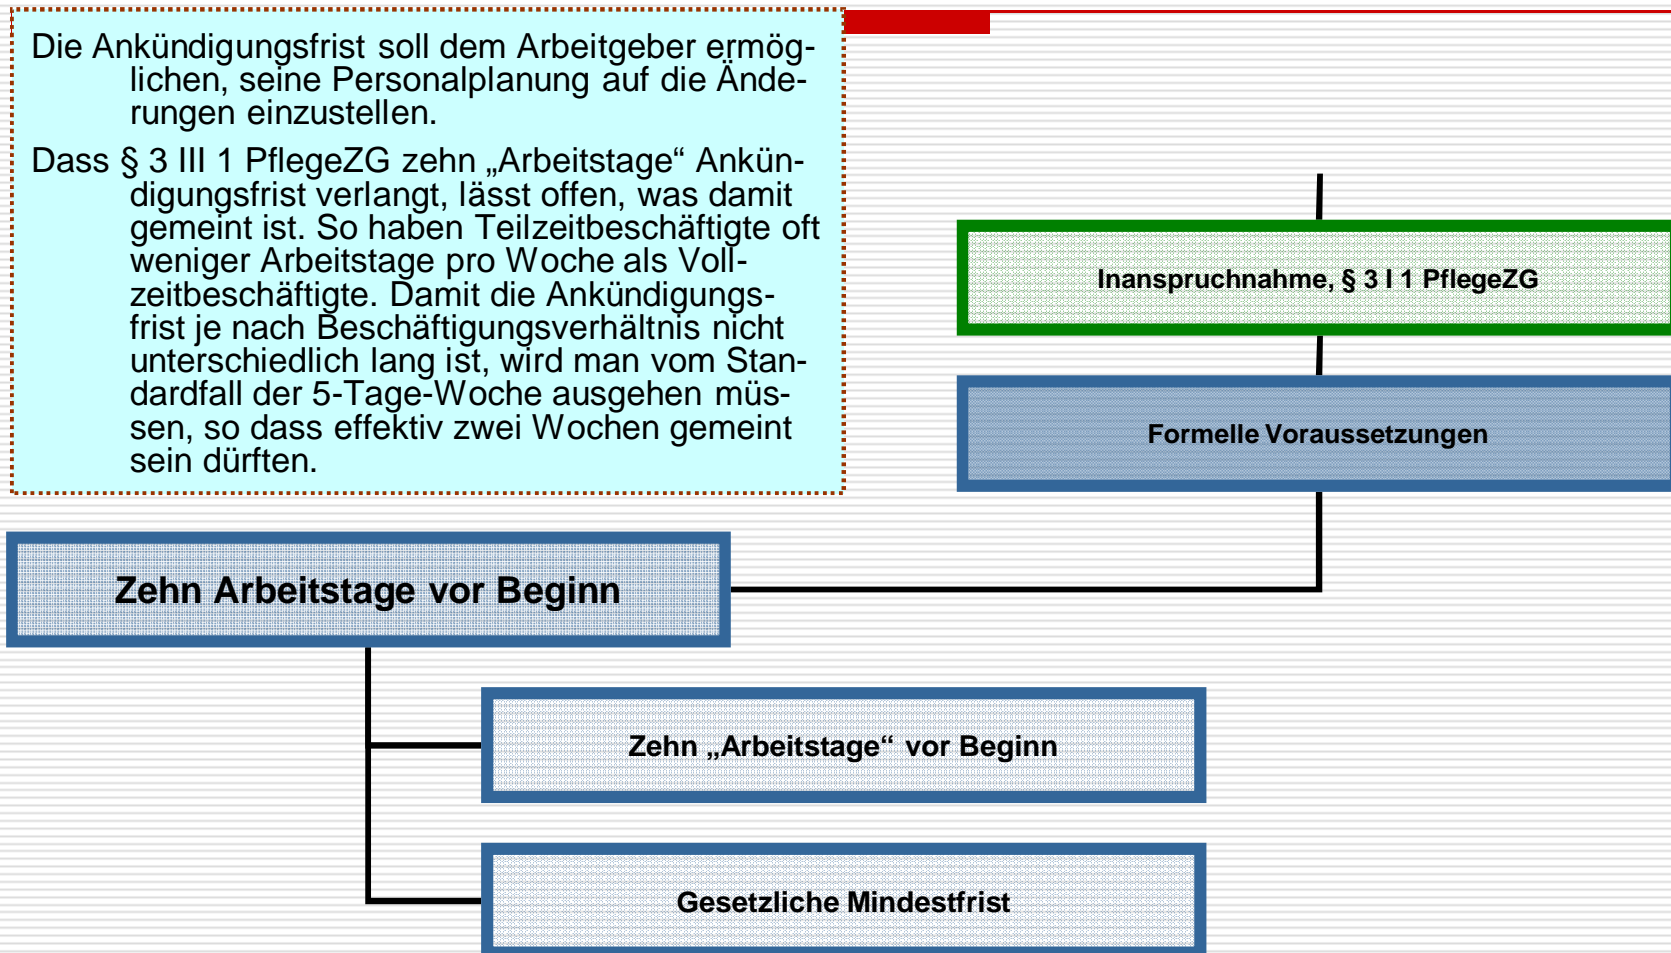 Die Ankündigungsfrist soll dem Arbeitgeber ermög-
lichen, seine Personalplanung auf die Ände-
rungen einzustellen.
Dass § 3 III 1 PflegeZG zehn „Arbeitstage“ Ankün-
digungsfrist verlangt, lässt offen, was damit
gemeint ist. So haben Teilzeitbeschäftigte oft
weniger Arbeitstage pro Woche als Voll-
zeitbeschäftigte. Damit die Ankündigungs-
frist je nach Beschäftigungsverhältnis nicht
unterschiedlich lang ist, wird man vom Stan-
dardfall der 5-Tage-Woche ausgehen müs-
sen, so dass effektiv zwei Wochen gemeint
sein dürften.
Inanspruchnahme, § 3 I 1 PflegeZG
Formelle Voraussetzungen
Zehn Arbeitstage vor Beginn
Zehn „Arbeitstage“ vor Beginn
Gesetzliche Mindestfrist